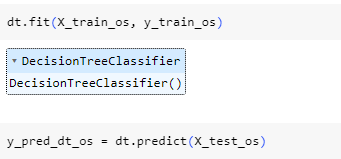 dt.fit(X_train_os, y_train_os)
▾ DecisionTreeClassifier
DecisionTreeClassifier()
y_pred_dt_os = dt.predict(X_test_os)